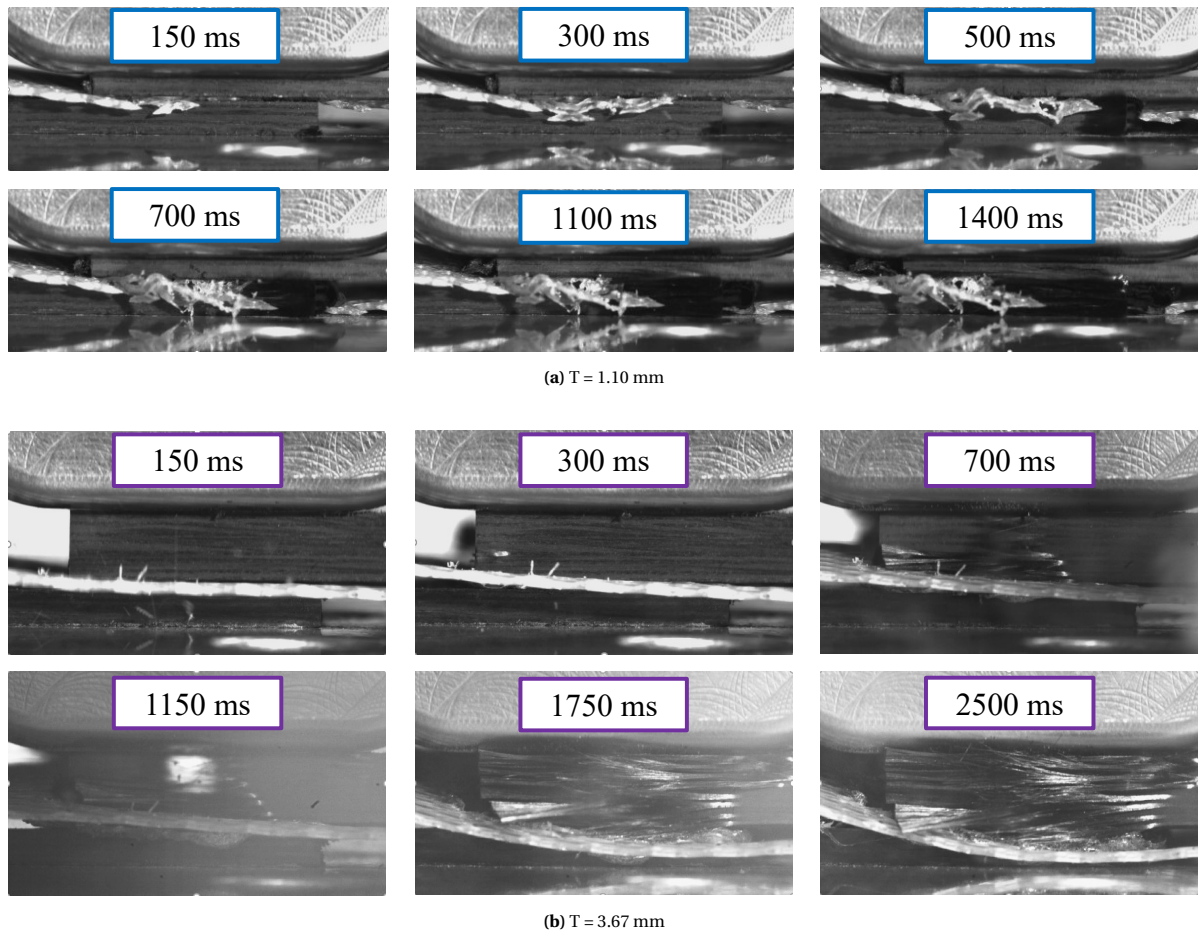 150 ms
300 ms
500 ms
700 ms
1100 ms
1400 ms
(a) T = 1.10 mm
150 ms
300 ms
700 ms
1150 ms
1750 ms
2500 ms
(b) T = 3.67 mm